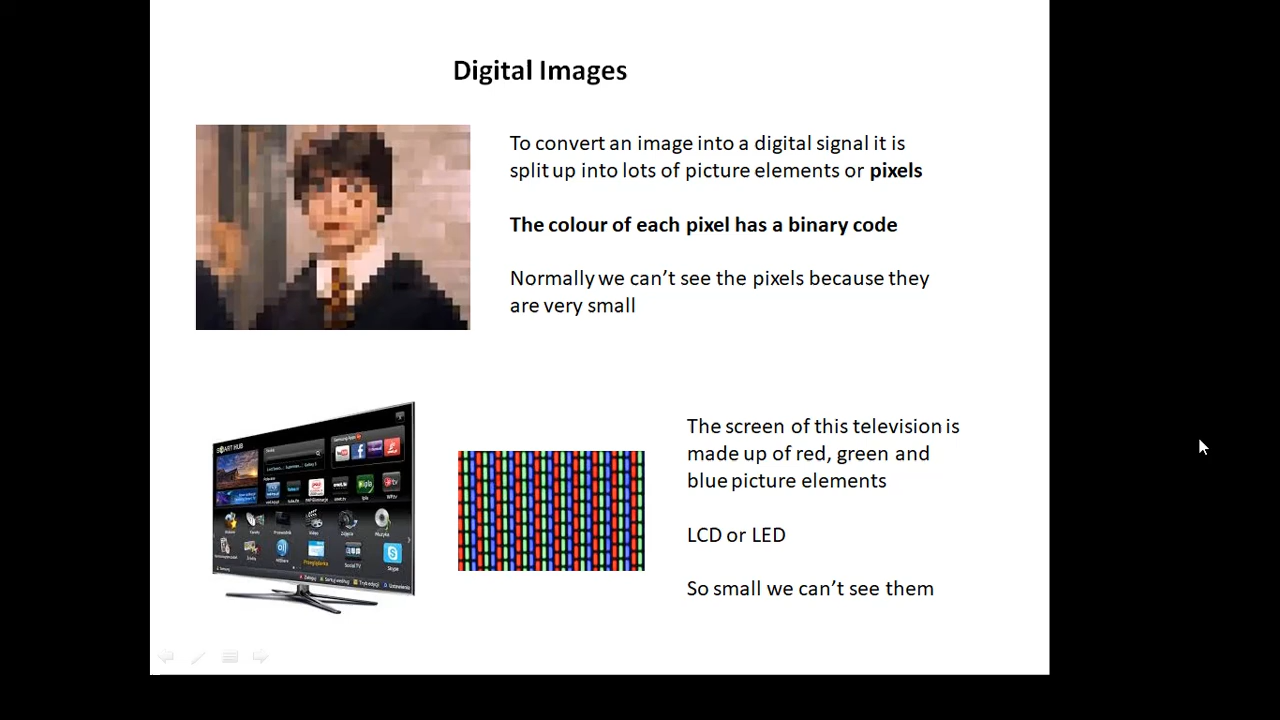 Digital Images
To convert an image into a digital signal it is
split up into lots of picture elements or pixels
The colour of each pixel has a binary code
Normally we can't see the pixels because they
are very small
SMART HUB
The screen of this television is
made up of red, green and
blue picture elements
LCD or LED
So small we can't see them